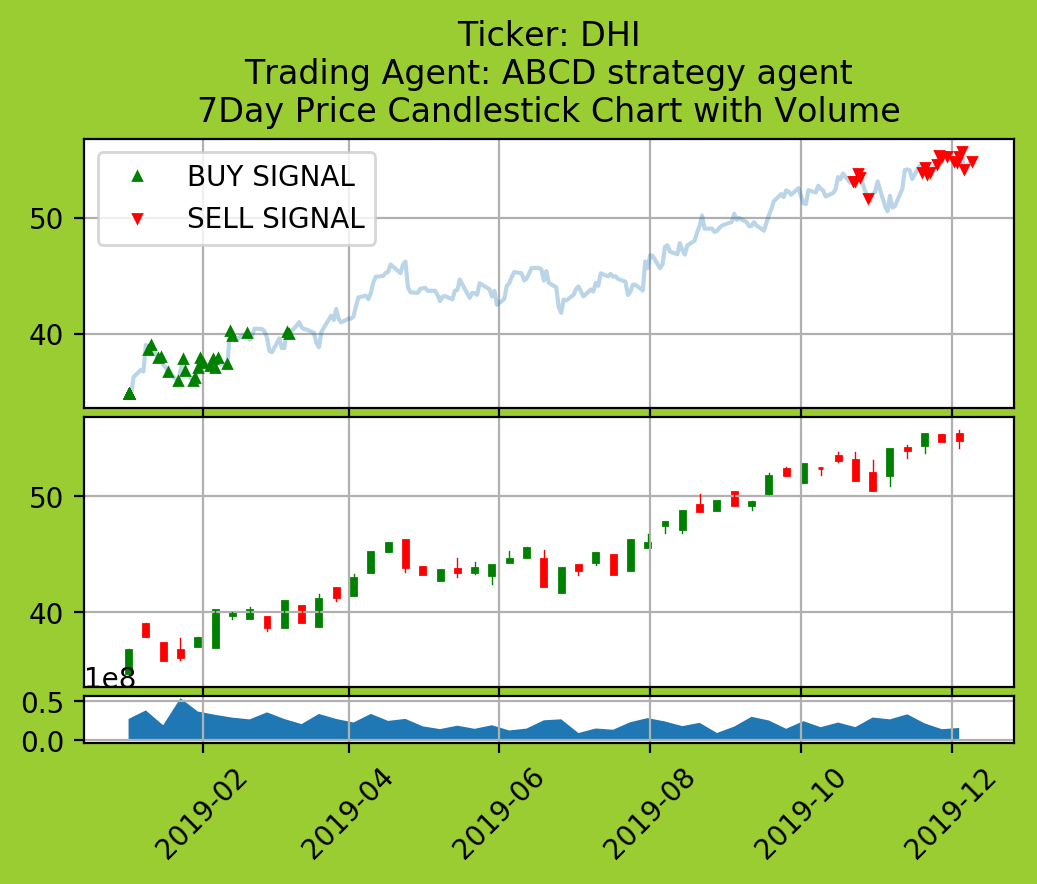 Ticker: DHI
Trading Agent: ABCD strategy agent
7Day Price Candlestick Chart with Volume
BUY SIGNAL
SELL SIGNAL
50
40
50
40
1e8
0.5
0.0
2019-02
2019-04
2019-06
2019-08
2019-10
2019-12